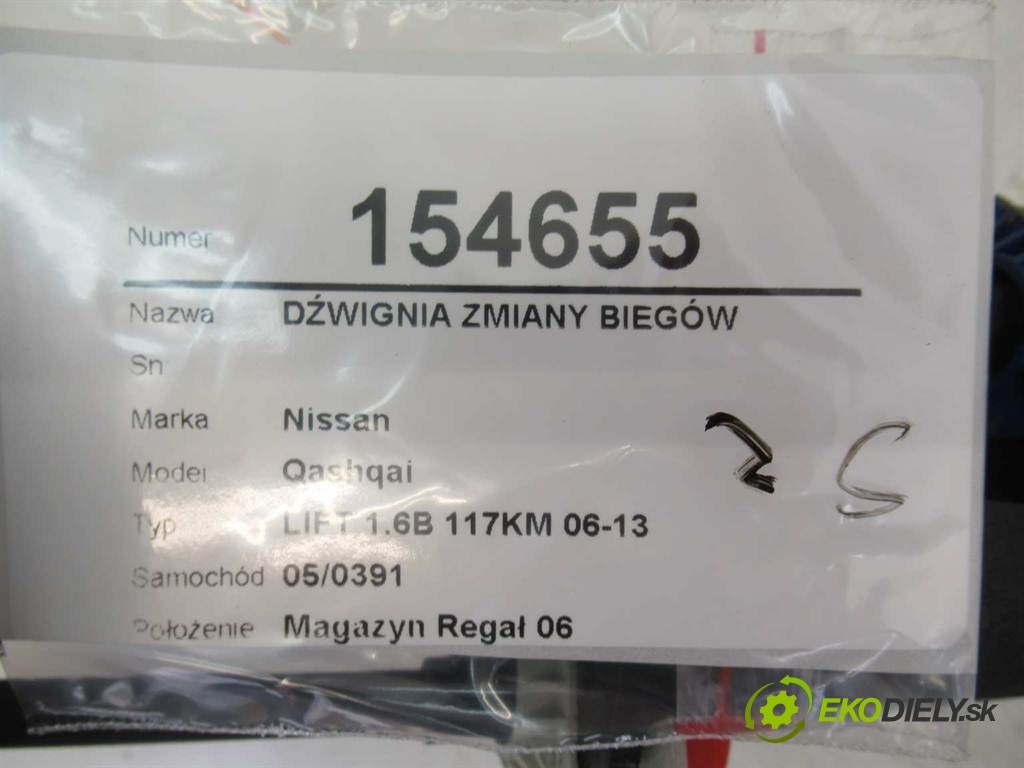 Numer 154655
Nazwa DŹWIGNIA ZMIANY BIEGÓW
Sn
Marka Nissan
Model Qashqai
Typ LIFT 1.6B 117KM 06-13
Samochód 05/0391
Położenie Magazyn Regał 06
EKODIELY.sk